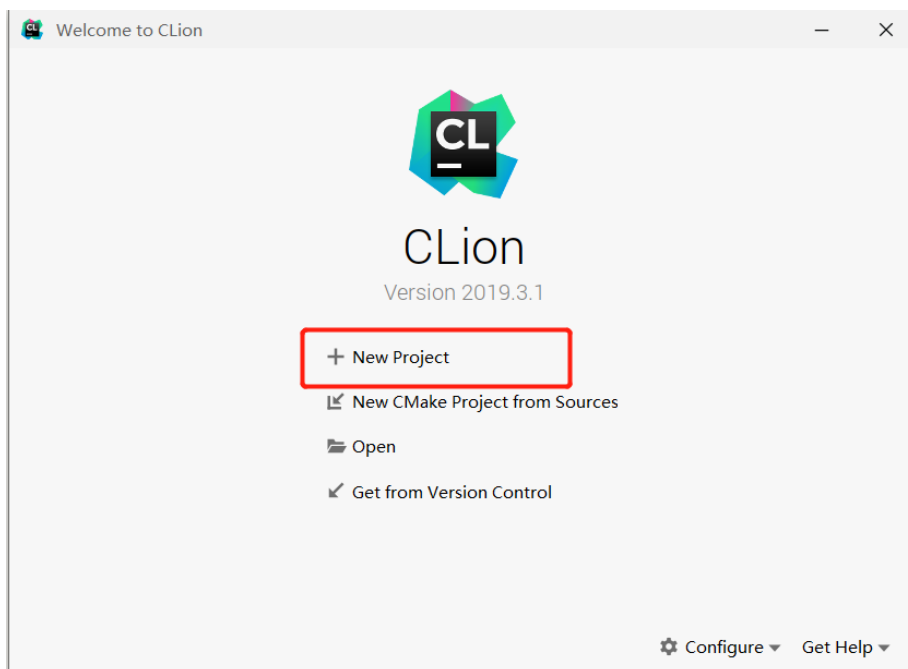 Welcome to CLion
CL
CLion
Version 2019.3.1
New Project
New CMake Project from Sources
Open
Get from Version Control
Configure Get Help